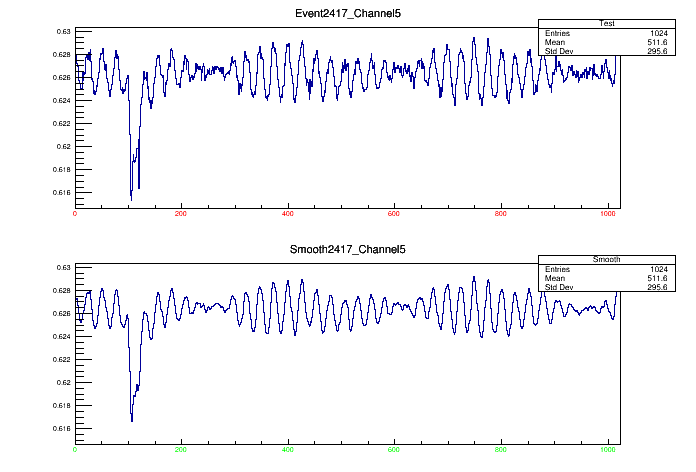 Event2417_Channel5
Test
Entries 1024
Mean 511.6
Std Dev 295.6
0.63
0.628
0.626
0.624
0.622
0.62
0.618
0.616
0 200 400 600 800 1000
Smooth2417_Channel5
Smooth
Entries 1024
Mean 511.6
Std Dev 295.6
0.63
0.628
0.626
0.624
0.622
0.62
0.618
0.616
0 200 400 600 800 1000